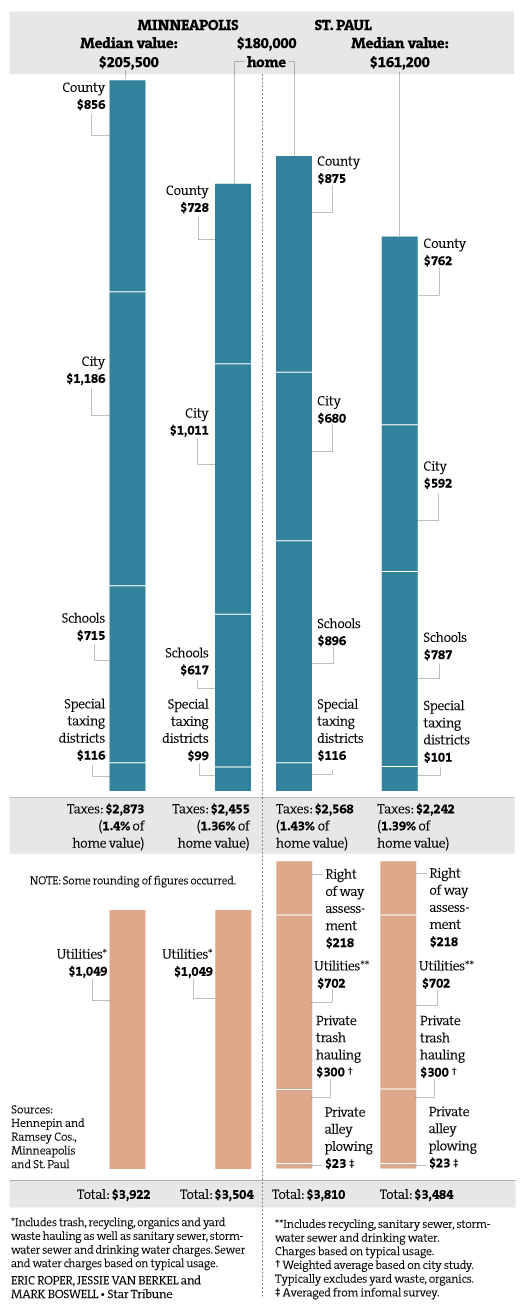 MINNEAPOLIS
Median value:
$205,500
$180,000
home
ST. PAUL
Median value:
$161,200
County
$856
City
$1,186
Schools
$715
Special
taxing
districts
$116
County
$728
City
$1,011
Schools
$617
Special
taxing
districts
$99
County
$875
City
$680
Schools
$896
Special
taxing
districts
$116
County
$762
City
$592
Schools
$787
Special
taxing
districts
$101
Taxes: $2,873
(1.4% of
home value)
Taxes: $2,455
(1.36% of
home value)
Taxes: $2,568
(1.43% of
home value)
Taxes: $2,242
(1.39% of
home value)
NOTE: Some rounding of figures occurred.
Utilities*
$1,049
Utilities*
$1,049
Right
of way
assess-
ment
$218
Utilities**
$702
Private
trash
hauling
$300 †
Private
alley
plowing
$23 ‡
Right
of way
assess-
ment
$218
Utilities**
$702
Private
trash
hauling
$300 †
Private
alley
plowing
$23 ‡
Sources:
Hennepin and
Ramsey Cos.,
Minneapolis
and St. Paul
Total: $3,922
Total: $3,504
Total: $3,810
Total: $3,484
*Includes trash, recycling, organics and yard
waste hauling as well as sanitary sewer, storm-
water sewer and drinking water charges. Sewer
and water charges based on typical usage.
ERIC ROPER, JESSIE VAN BERKEL and
MARK BOSWELL • Star Tribune
**Includes recycling, sanitary sewer, storm-
water sewer and drinking water.
Charges based on typical usage.
† Weighted average based on city study.
Typically excludes yard waste, organics.
‡ Averaged from infomal survey.